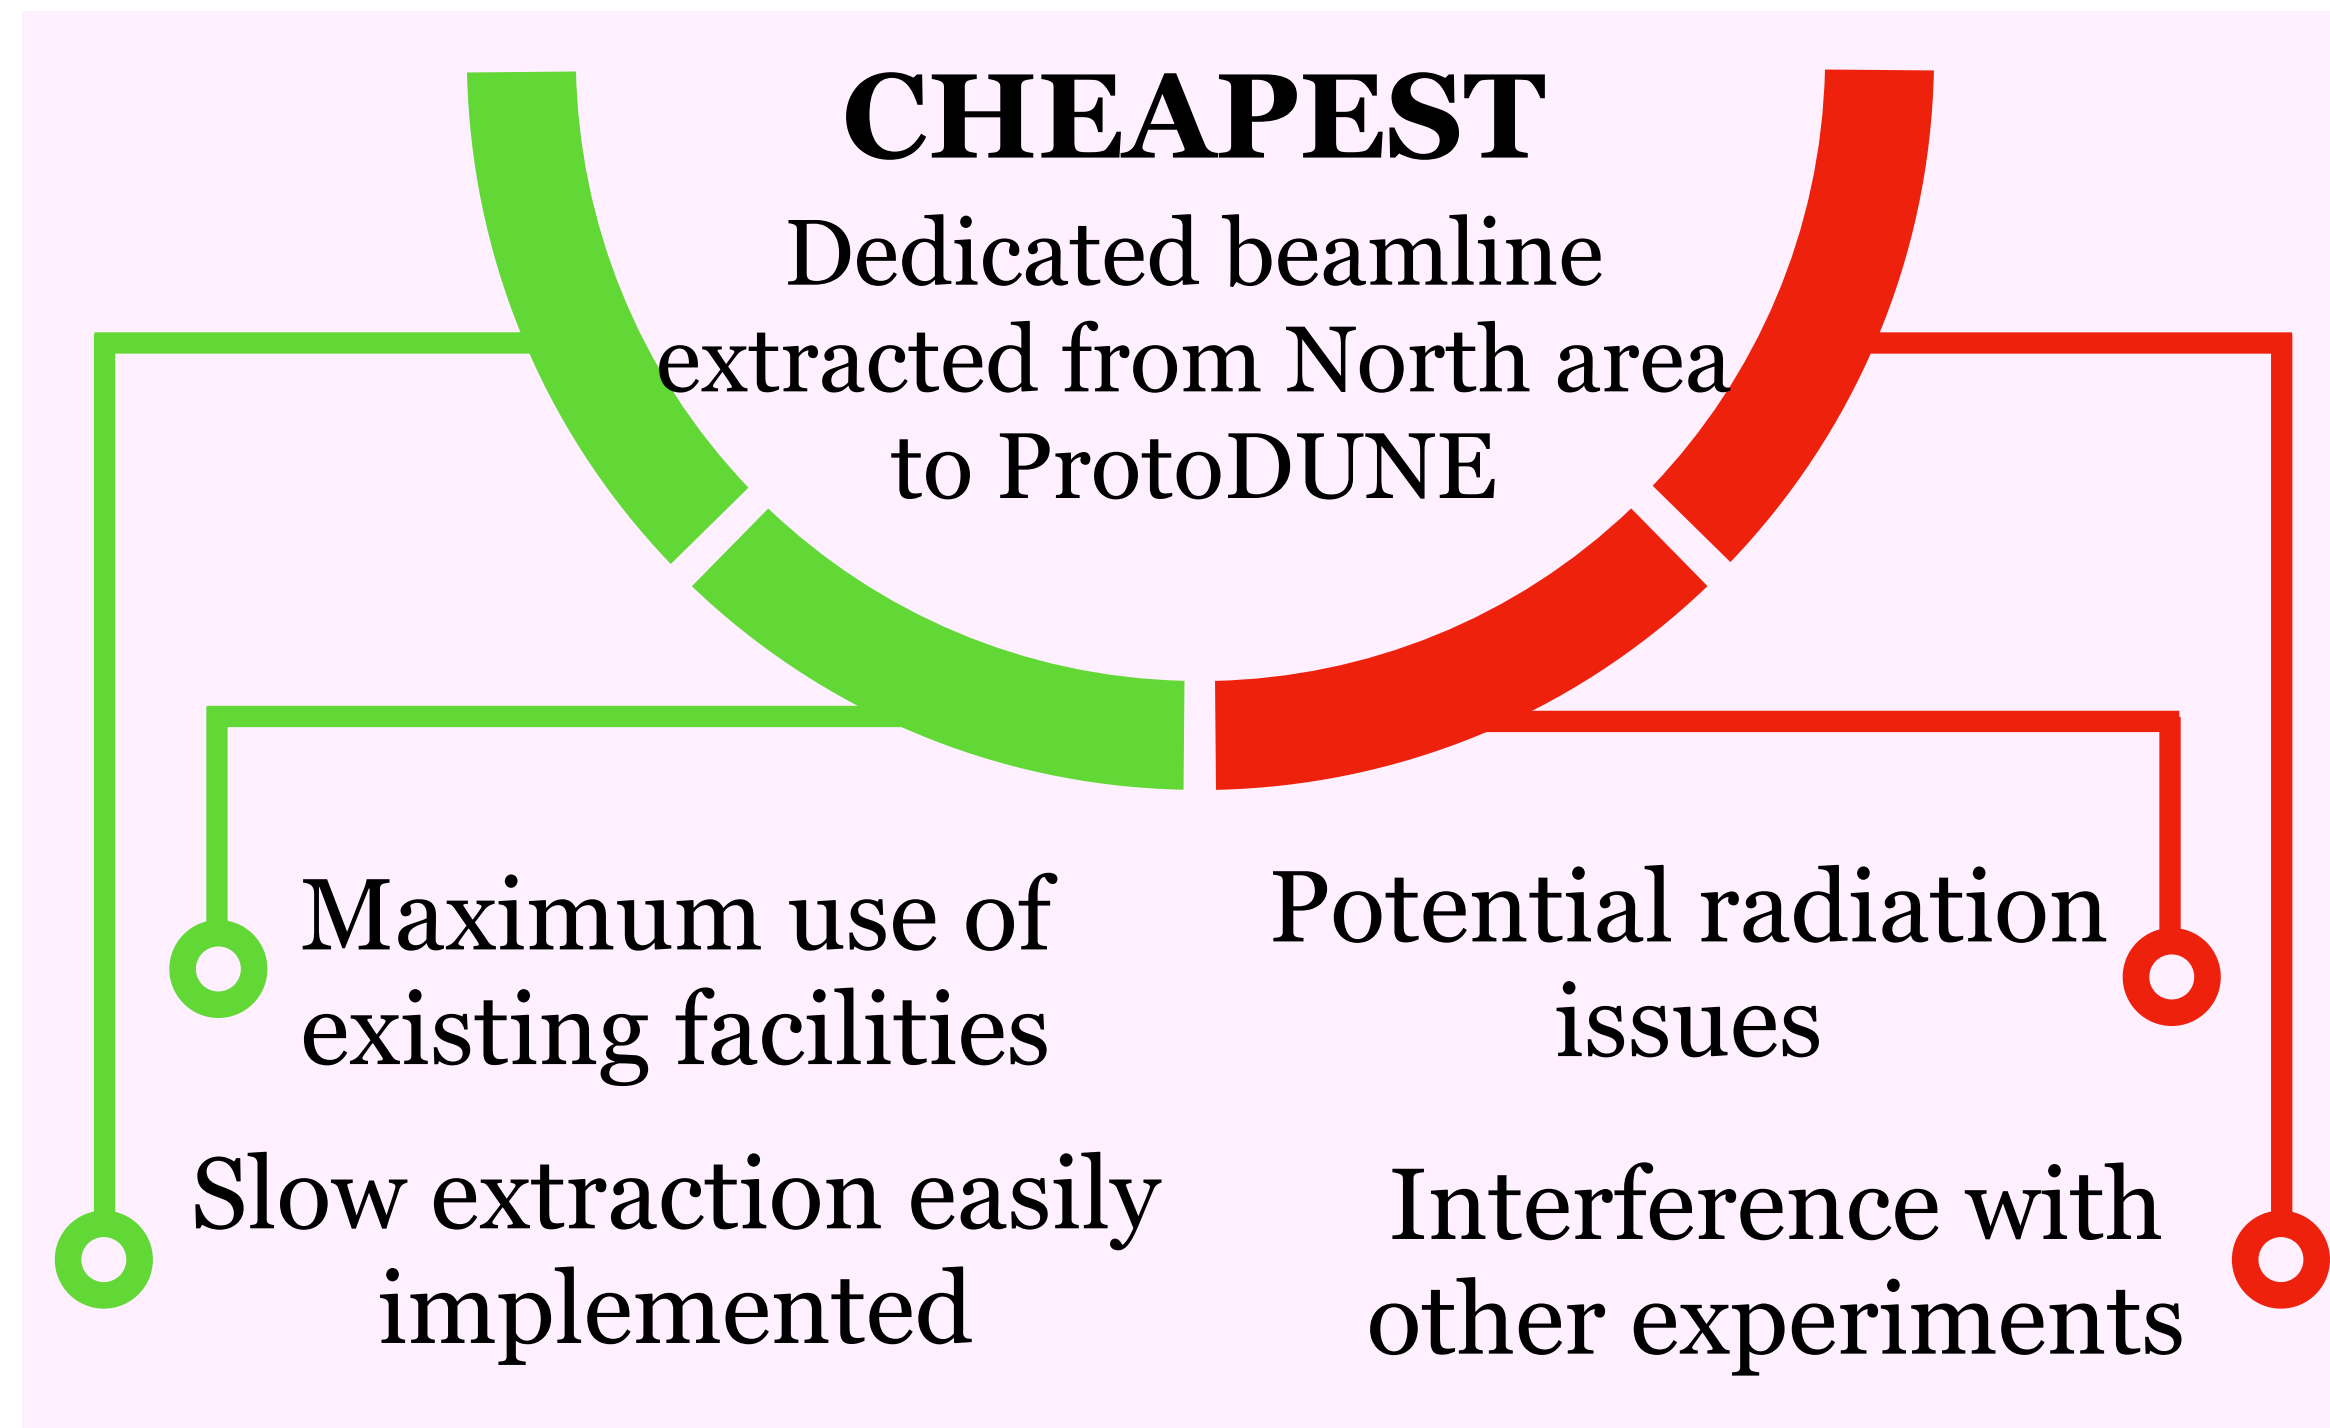 CHEAPEST
Dedicated beamline
extracted from North area
to ProtoDUNE
Maximum use of
existing facilities
Potential radiation
issues
Slow extraction easily
implemented
Interference with
other experiments